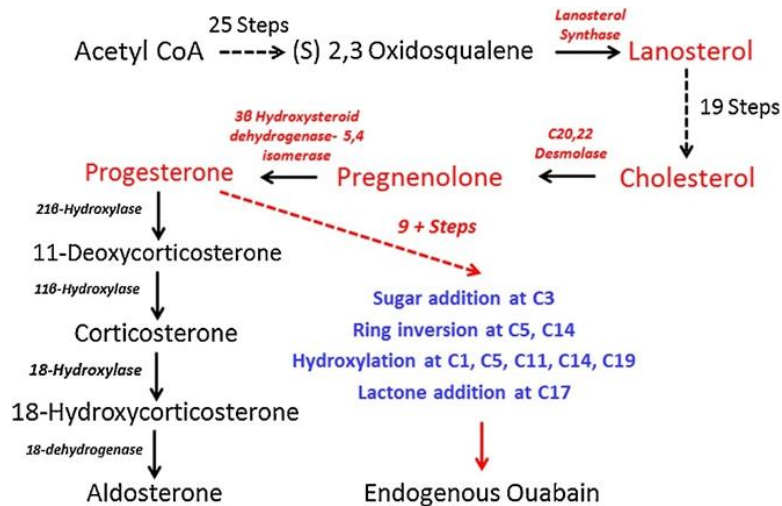 25 Steps
Acetyl CoA
(S) 2,3 Oxidosqualene
Lanosterol
Synthase
Lanosterol
19 Steps
3β Hydroxysteroid
dehydrogenase- 5,4
isomerase
C20,22
Desmolase
Progesterone
Pregnenolone
Cholesterol
21β-Hydroxylase
9 + Steps
11-Deoxycorticosterone
11β-Hydroxylase
Corticosterone
18-Hydroxylase
18-Hydroxycorticosterone
18-dehydrogenase
Aldosterone
Sugar addition at C3
Ring inversion at C5, C14
Hydroxylation at C1, C5, C11, C14, C19
Lactone addition at C17
Endogenous Ouabain